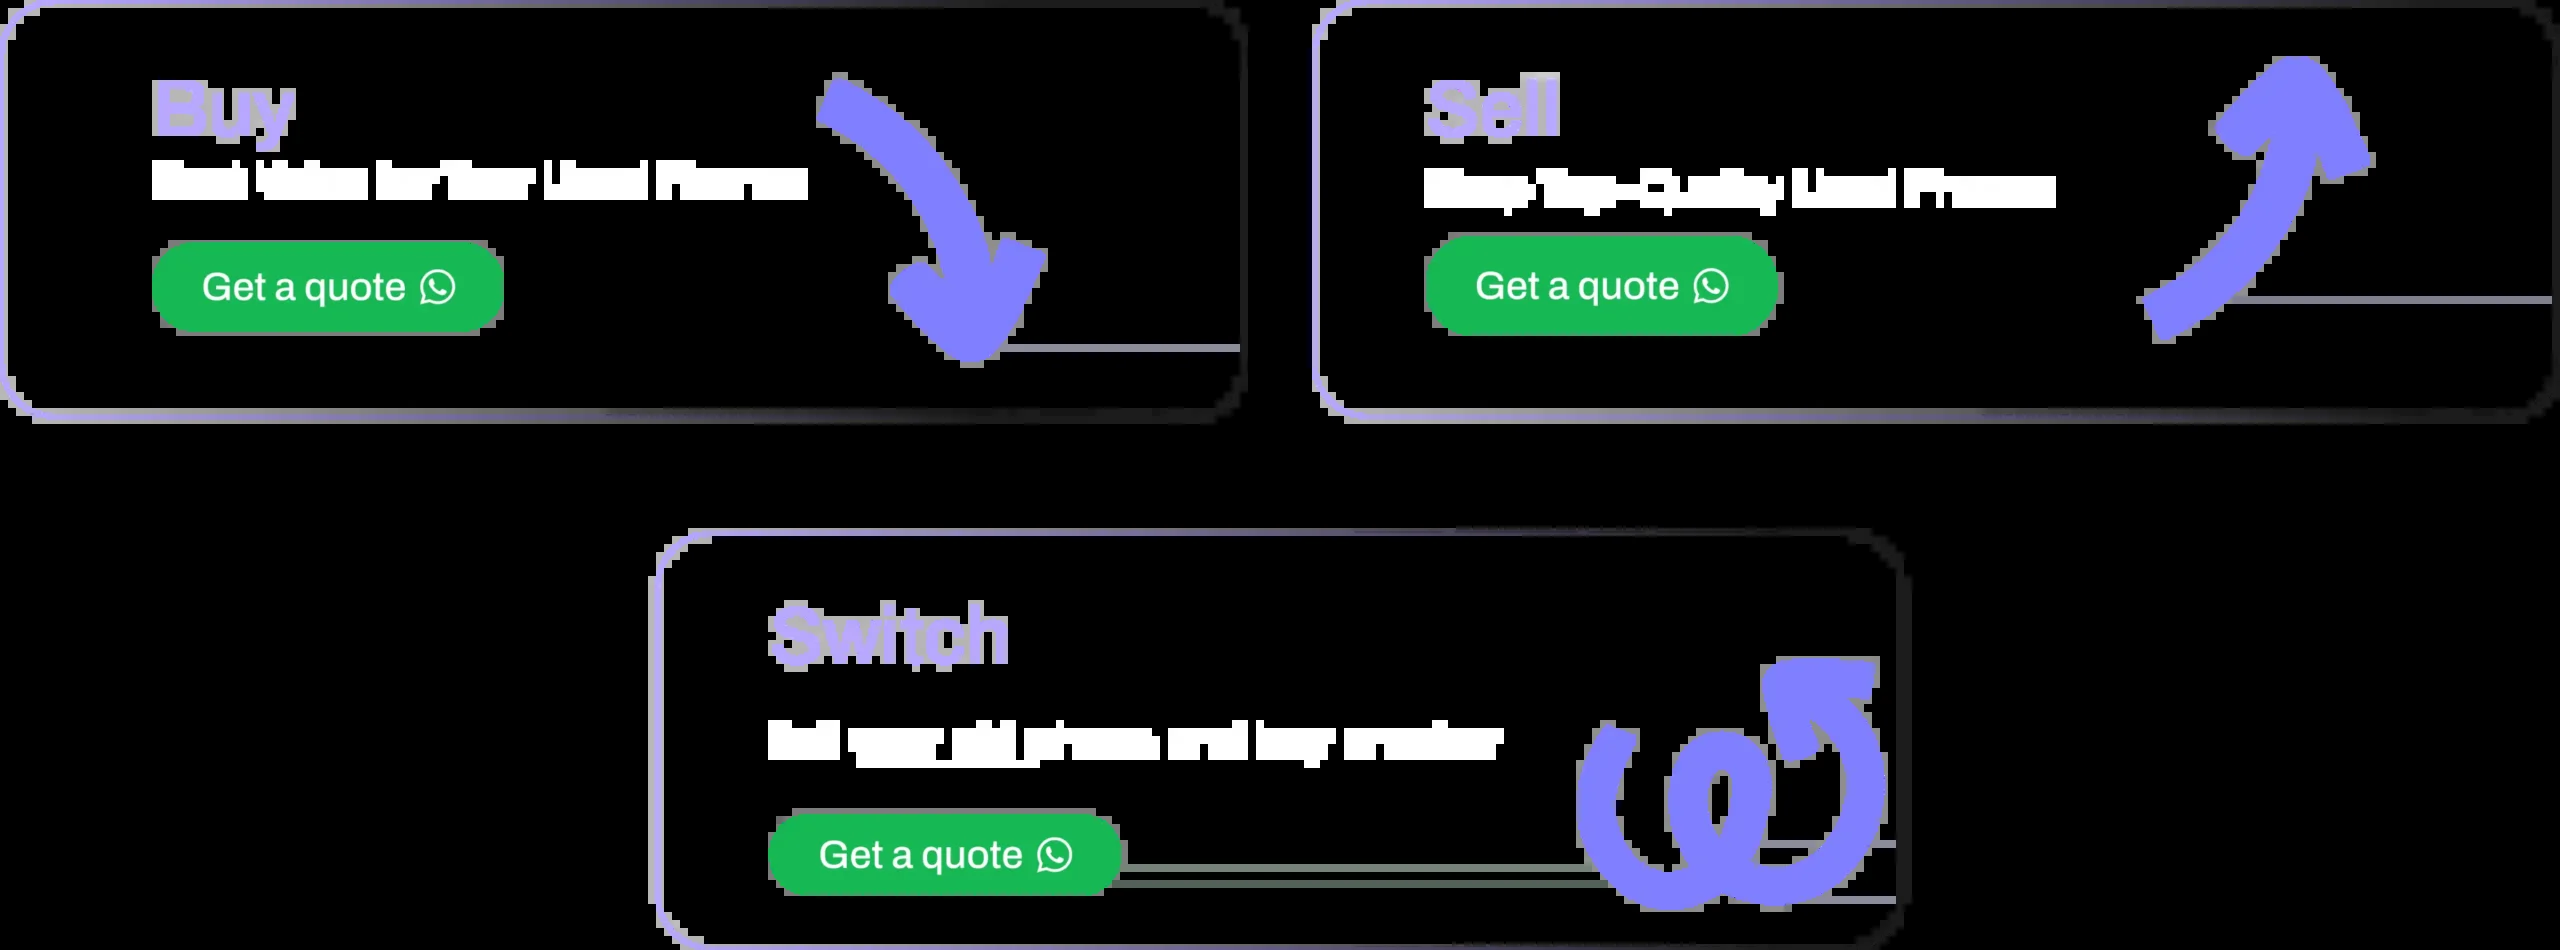 Buy
Best Value for Your Used Phones
Get a quote
Sell
Shop Top-Quality Used Phones
Get a quote
Switch
Sell your old phone and buy another
Get a quote